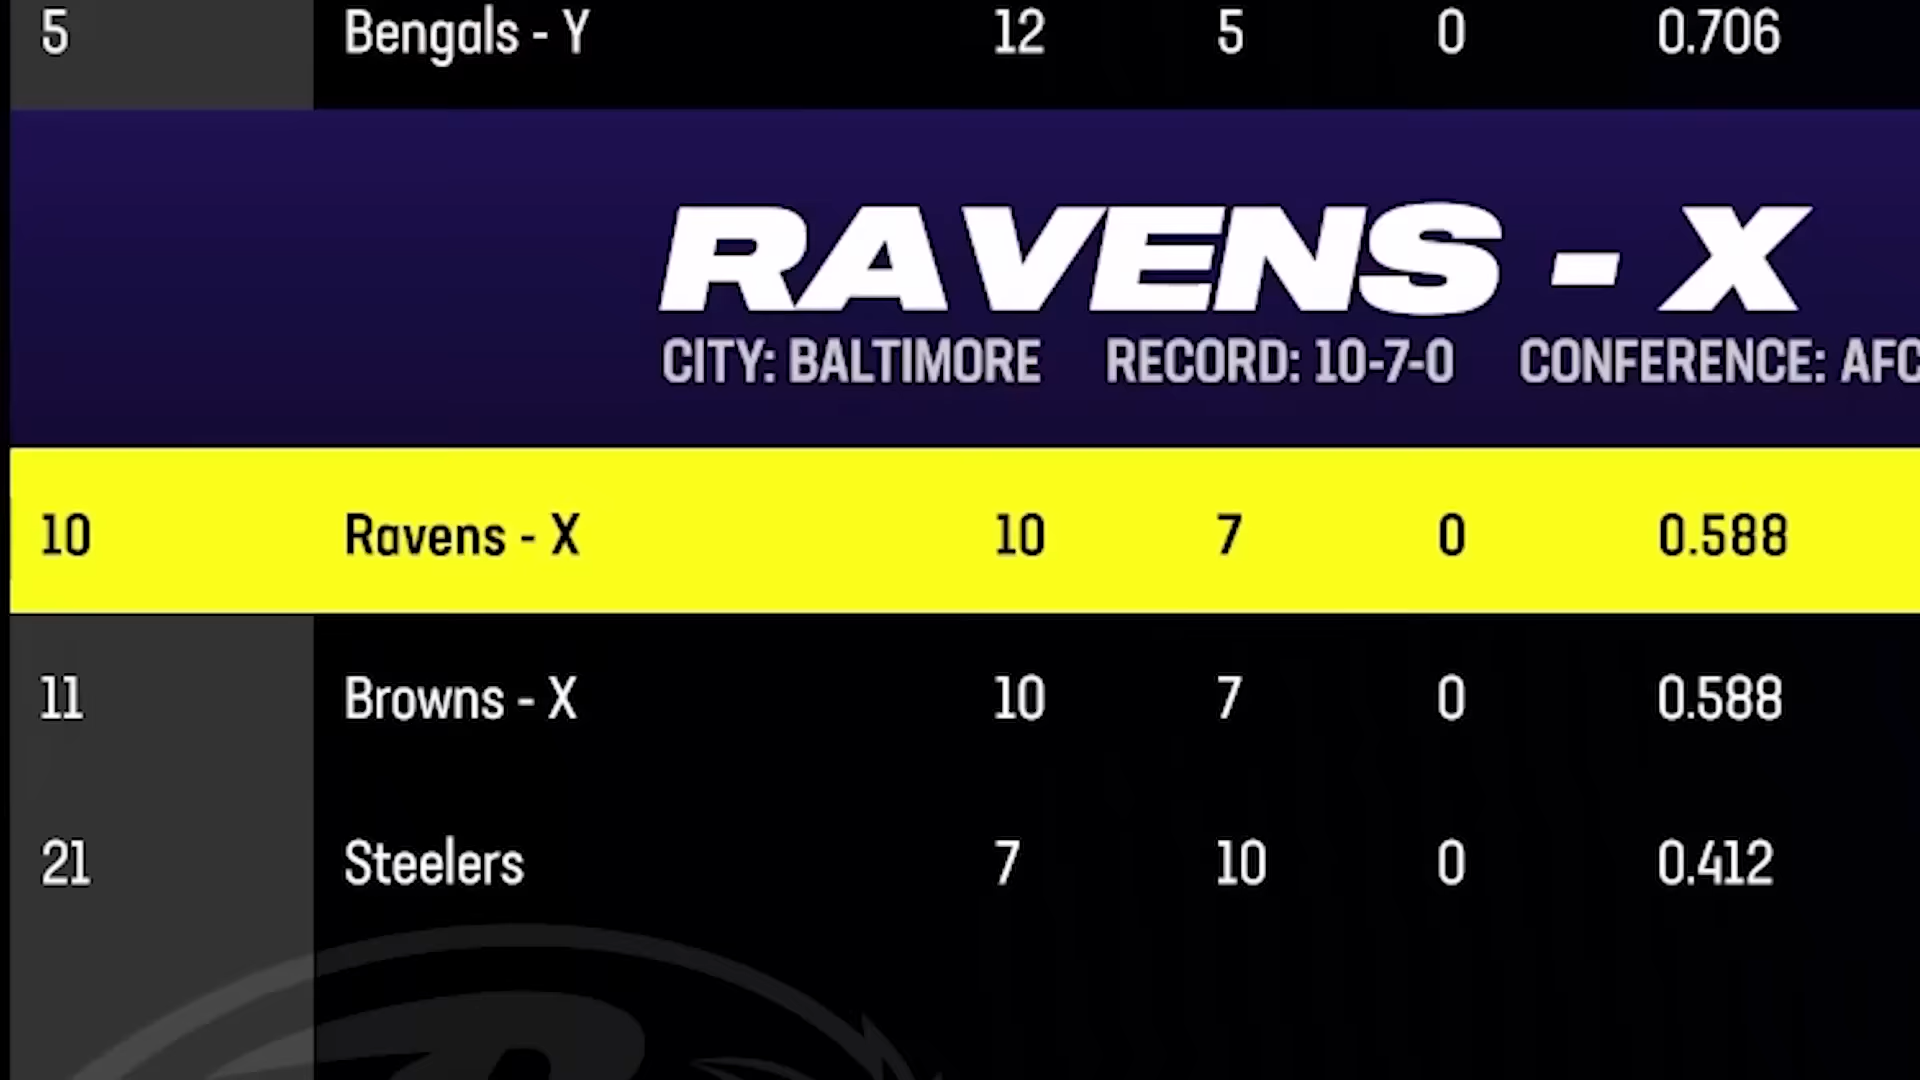 5 Bengals - Y 12 5 0 0.706
RAVENS - X
CITY: BALTIMORE RECORD: 10-7-0 CONFERENCE: AFC
10 Ravens - X 10 7 0 0.588
11 Browns - X 10 7 0 0.588
21 Steelers 7 10 0 0.412